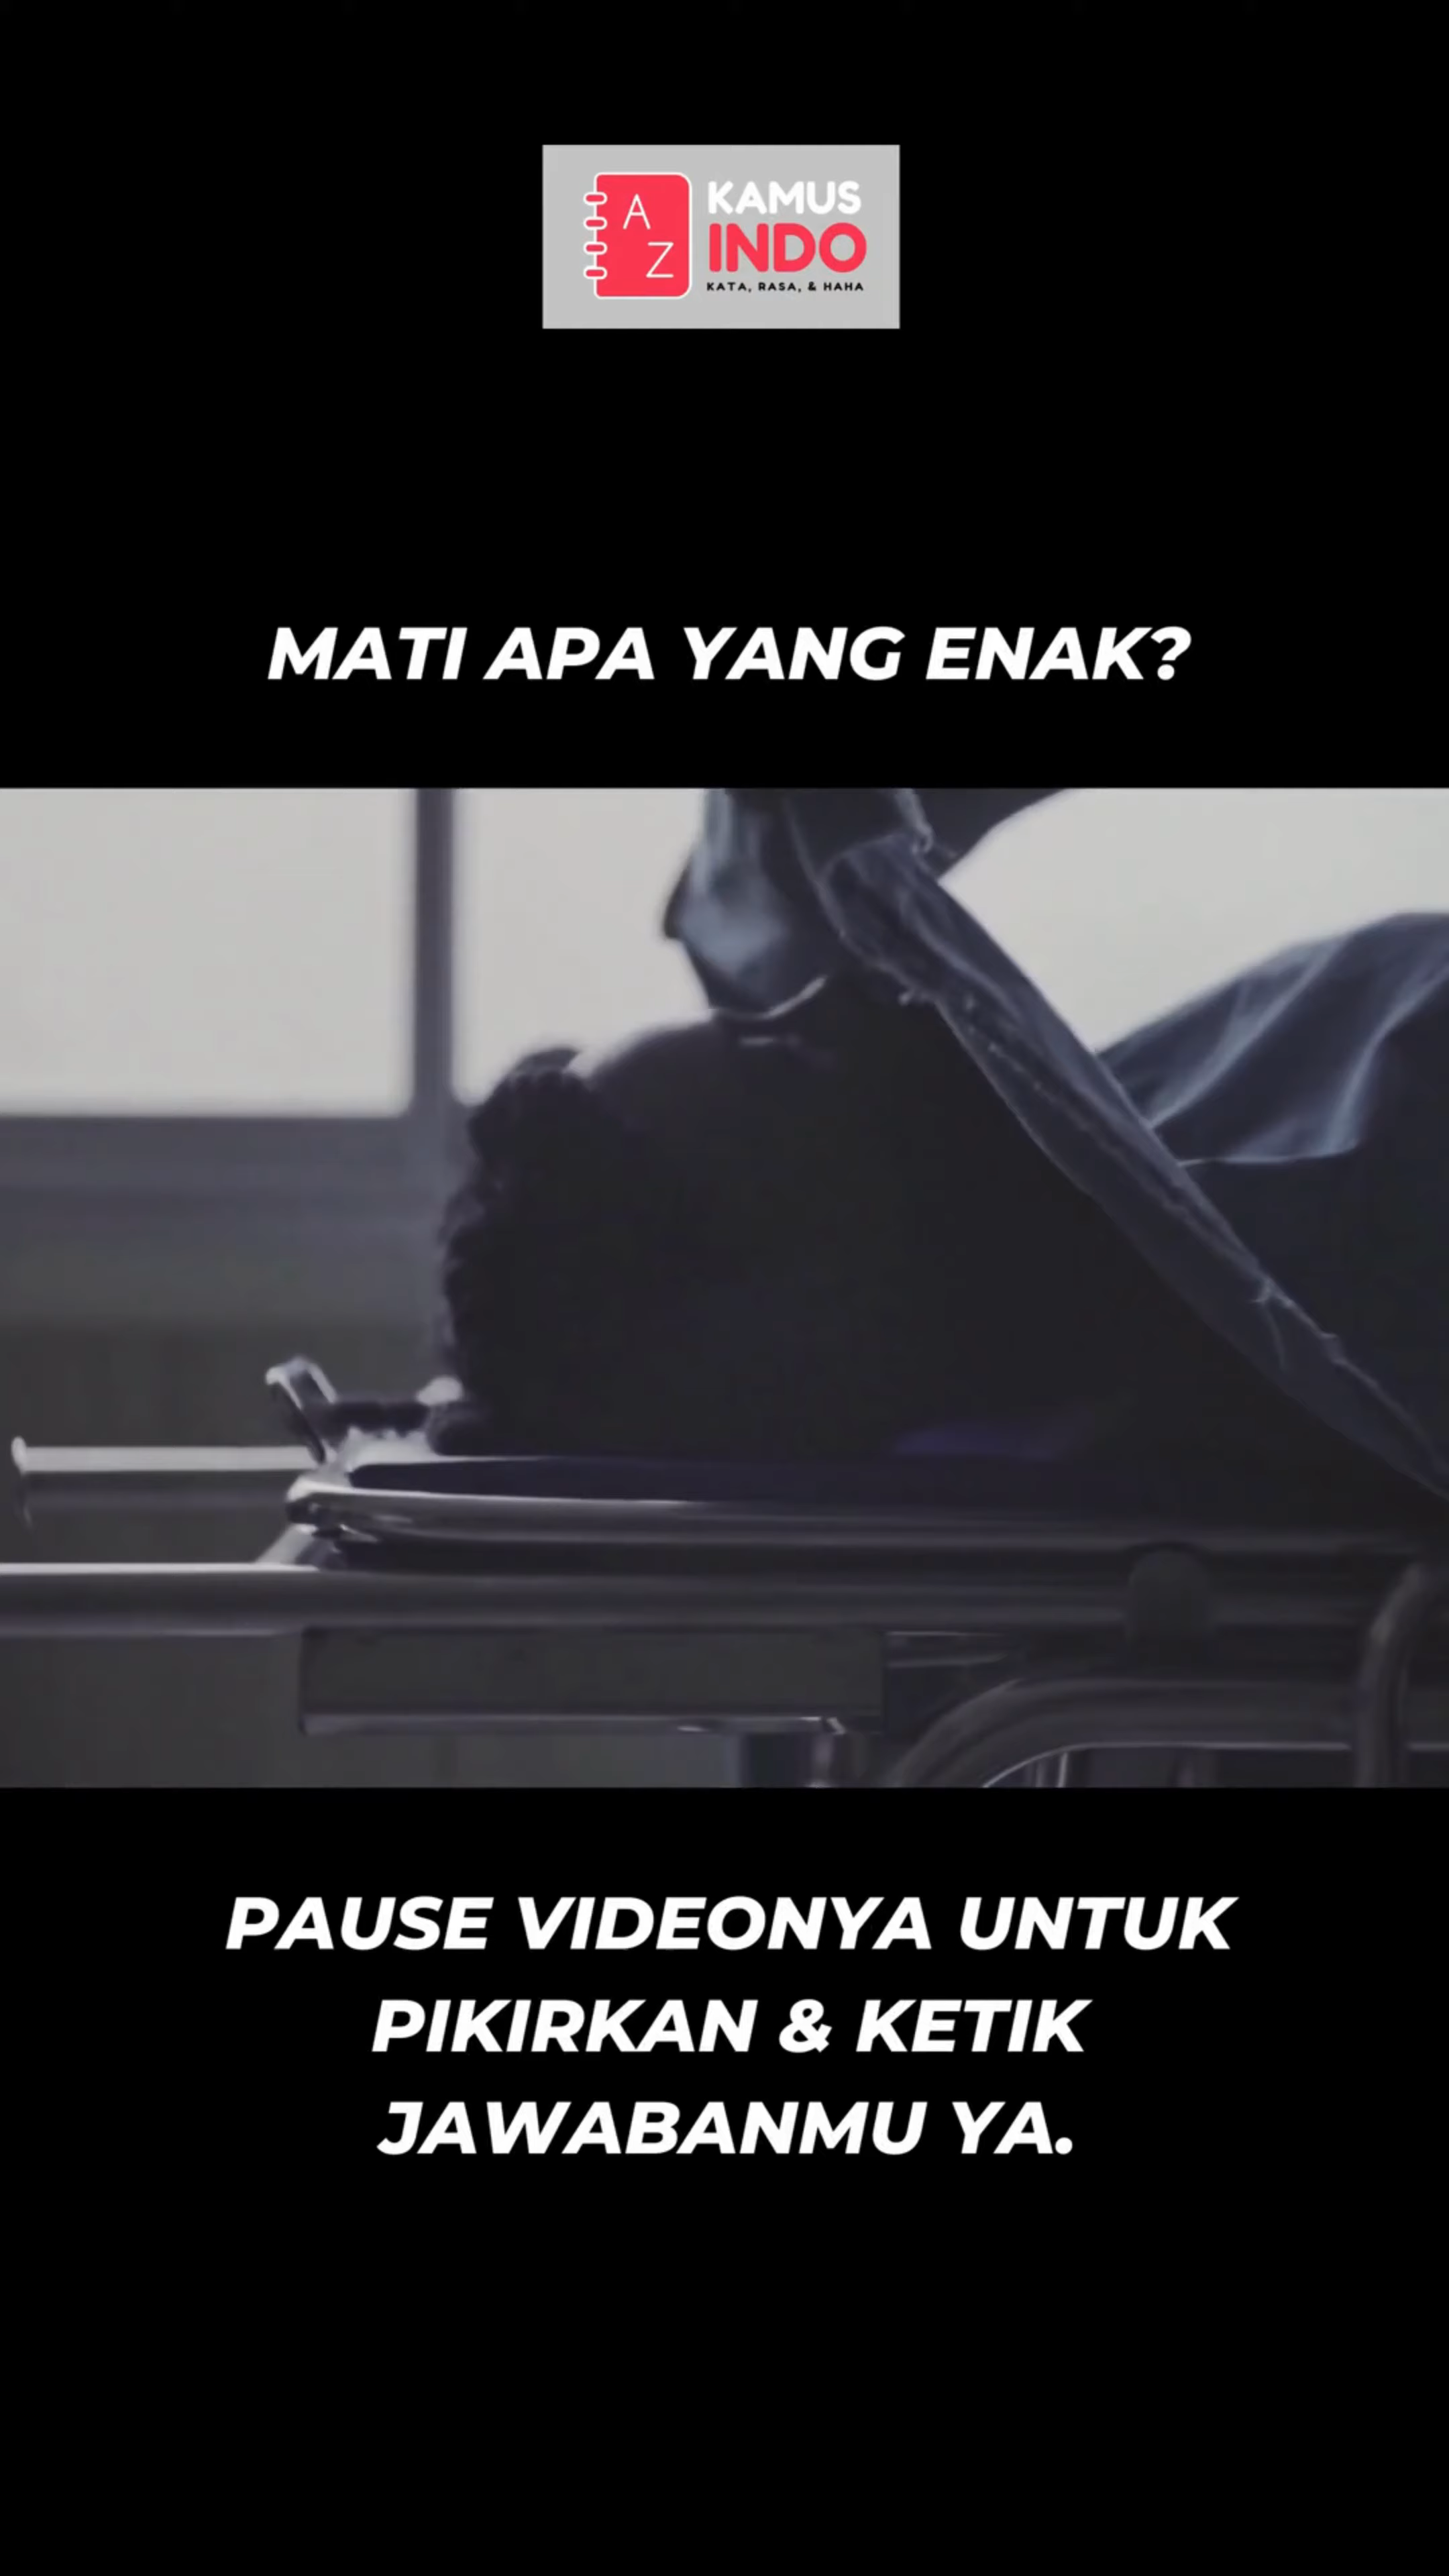 A
Z
KAMUS
INDO
KATA, RASA, & HAHA
MATI APA YANG ENAK?
PAUSE VIDEONYA UNTUK
PIKIRKAN & KETIK
JAWABANMU YA.